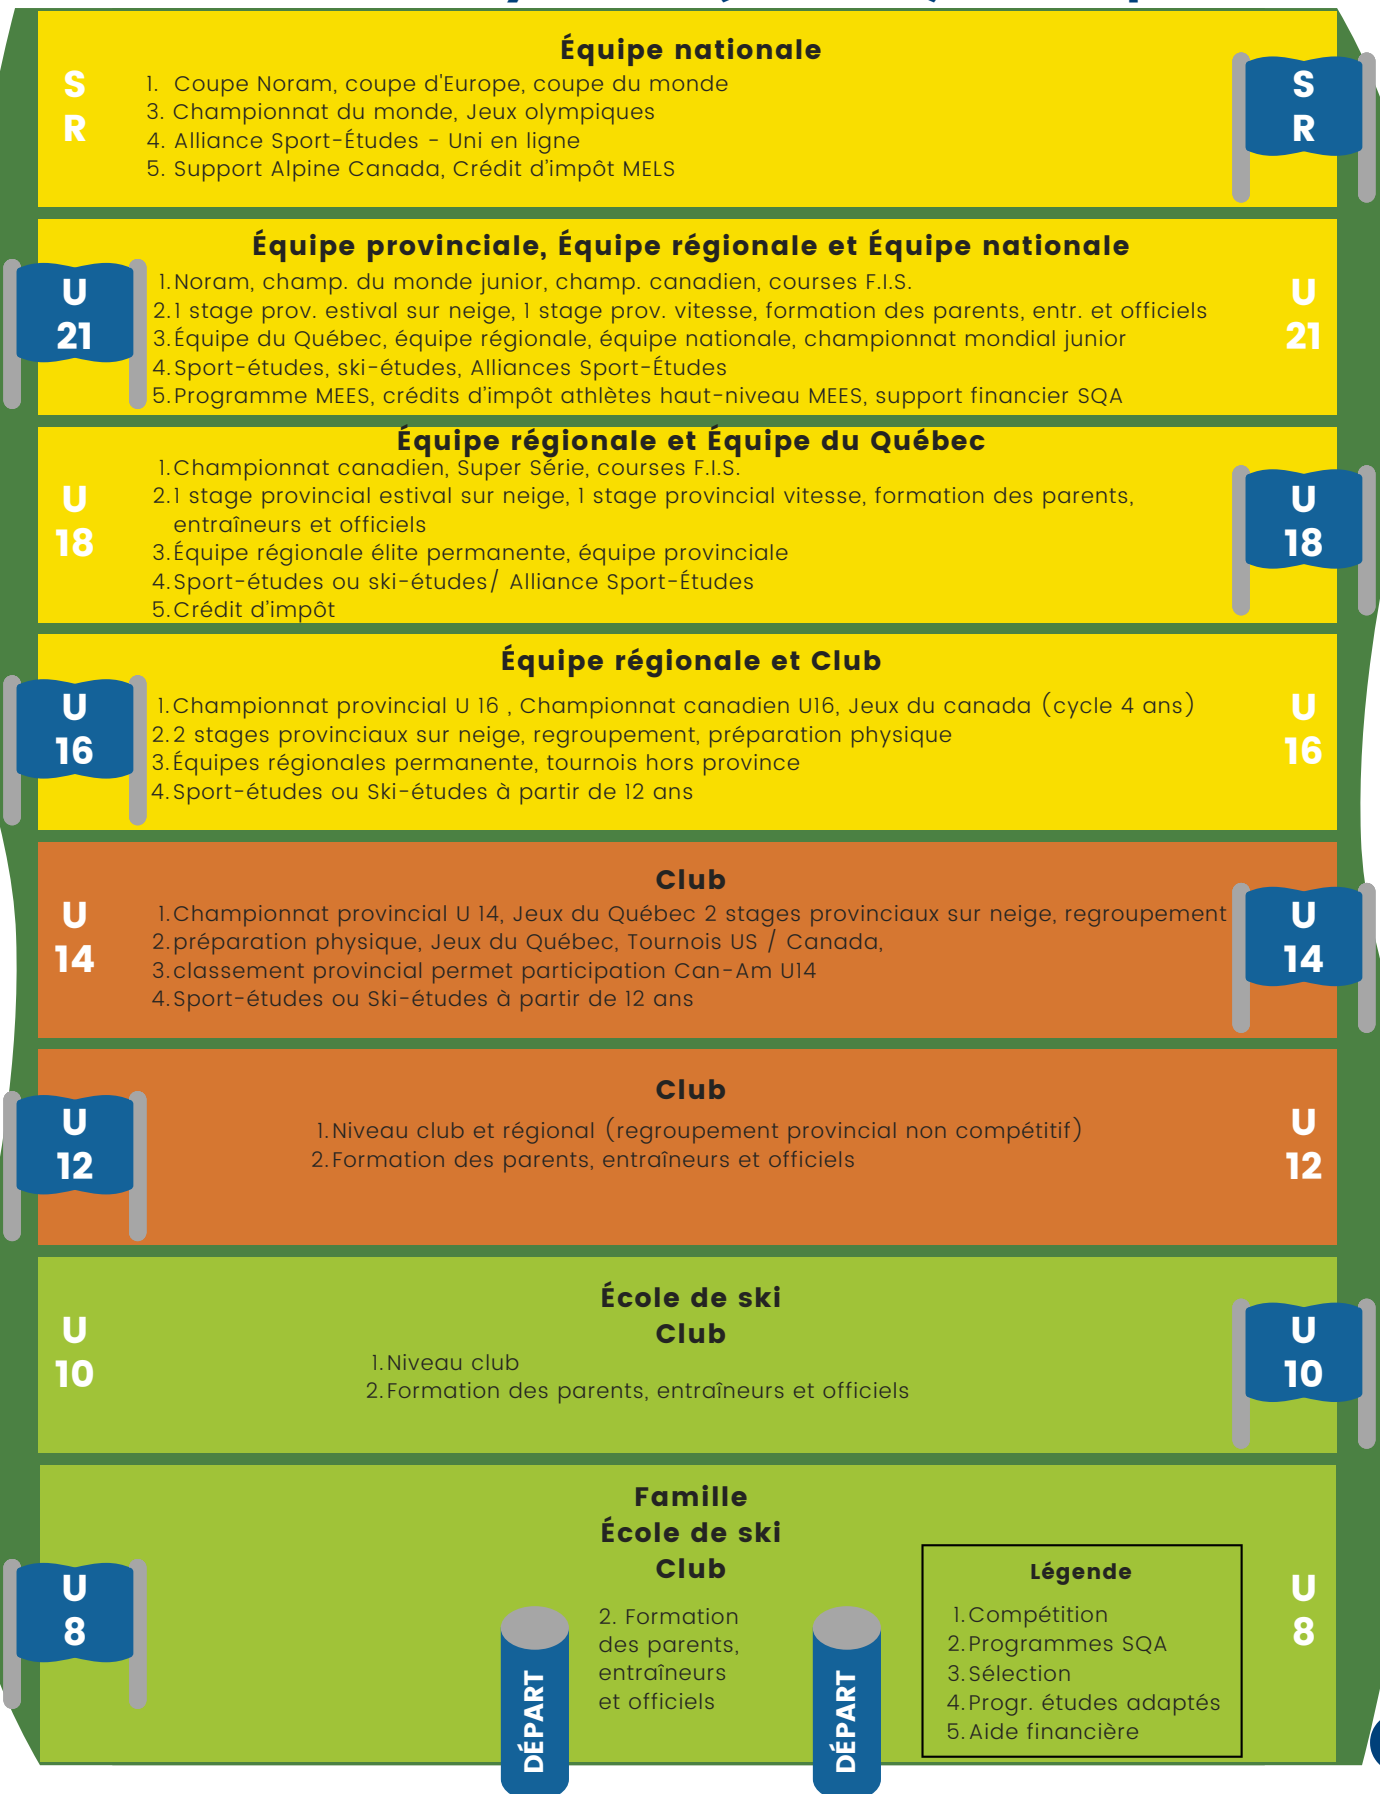 Équipe nationale
S
R
1. Coupe Noram, coupe d'Europe, coupe du monde
3. Championnat du monde, Jeux olympiques
4. Alliance Sport-Études - Uni en ligne
5. Support Alpine Canada, Crédit d'impôt MELS
S
R
Équipe provinciale, Équipe régionale et Équipe nationale
U
21
1. Noram, champ. du monde junior, champ. canadien, courses F.I.S.
2. 1 stage prov. estival sur neige, 1 stage prov. vitesse, formation des parents, entr. et officiels
3. Équipe du Québec, équipe régionale, équipe nationale, championnat mondial junior
4. Sport-études, ski-études, Alliances Sport-Études
5. Programme MEES, crédits d'impôt athlètes haut-niveau MEES, support financier SQA
U
21
Équipe régionale et Équipe du Québec
U
18
1. Championnat canadien, Super Série, courses F.I.S.
2. 1 stage provincial estival sur neige, 1 stage provincial vitesse, formation des parents,
entraîneurs et officiels
3. Équipe régionale élite permanente, équipe provinciale
4. Sport-études ou ski-études/ Alliance Sport-Études
5. Crédit d'impôt
U
18
Équipe régionale et Club
U
16
1. Championnat provincial U 16 , Championnat canadien U16, Jeux du canada (cycle 4 ans)
2. 2 stages provinciaux sur neige, regroupement, préparation physique
3. Équipes régionales permanente, tournois hors province
4. Sport-études ou Ski-études à partir de 12 ans
U
16
Club
U
14
1. Championnat provincial U 14, Jeux du Québec 2 stages provinciaux sur neige, regroupement
2. préparation physique, Jeux du Québec, Tournois US / Canada,
3. classement provincial permet participation Can-Am U14
4. Sport-études ou Ski-études à partir de 12 ans
U
14
Club
U
12
1. Niveau club et régional (regroupement provincial non compétitif)
2. Formation des parents, entraîneurs et officiels
U
12
École de ski
Club
U
10
1. Niveau club
2. Formation des parents, entraîneurs et officiels
U
10
Famille
École de ski
Club
U
8
2. Formation
des parents,
entraîneurs
et officiels
DÉPART
DÉPART
Légende
1. Compétition
2. Programmes SQA
3. Sélection
4. Progr. études adaptés
5. Aide financière
U
8